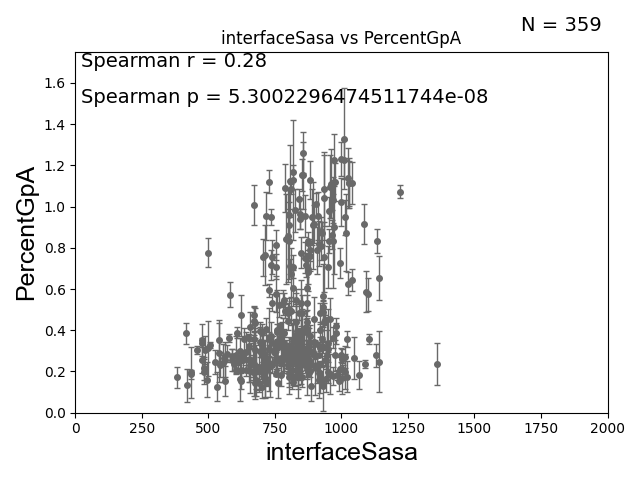 N = 359
interfaceSasa vs PercentGpA
Spearman r = 0.28
Spearman p = 5.3002296474511744e-08
PercentGpA
1.6
1.4
1.2
1.0
0.8
0.6
0.4
0.2
0.0
0 250 500 750 1000 1250 1500 1750 2000
interfaceSasa